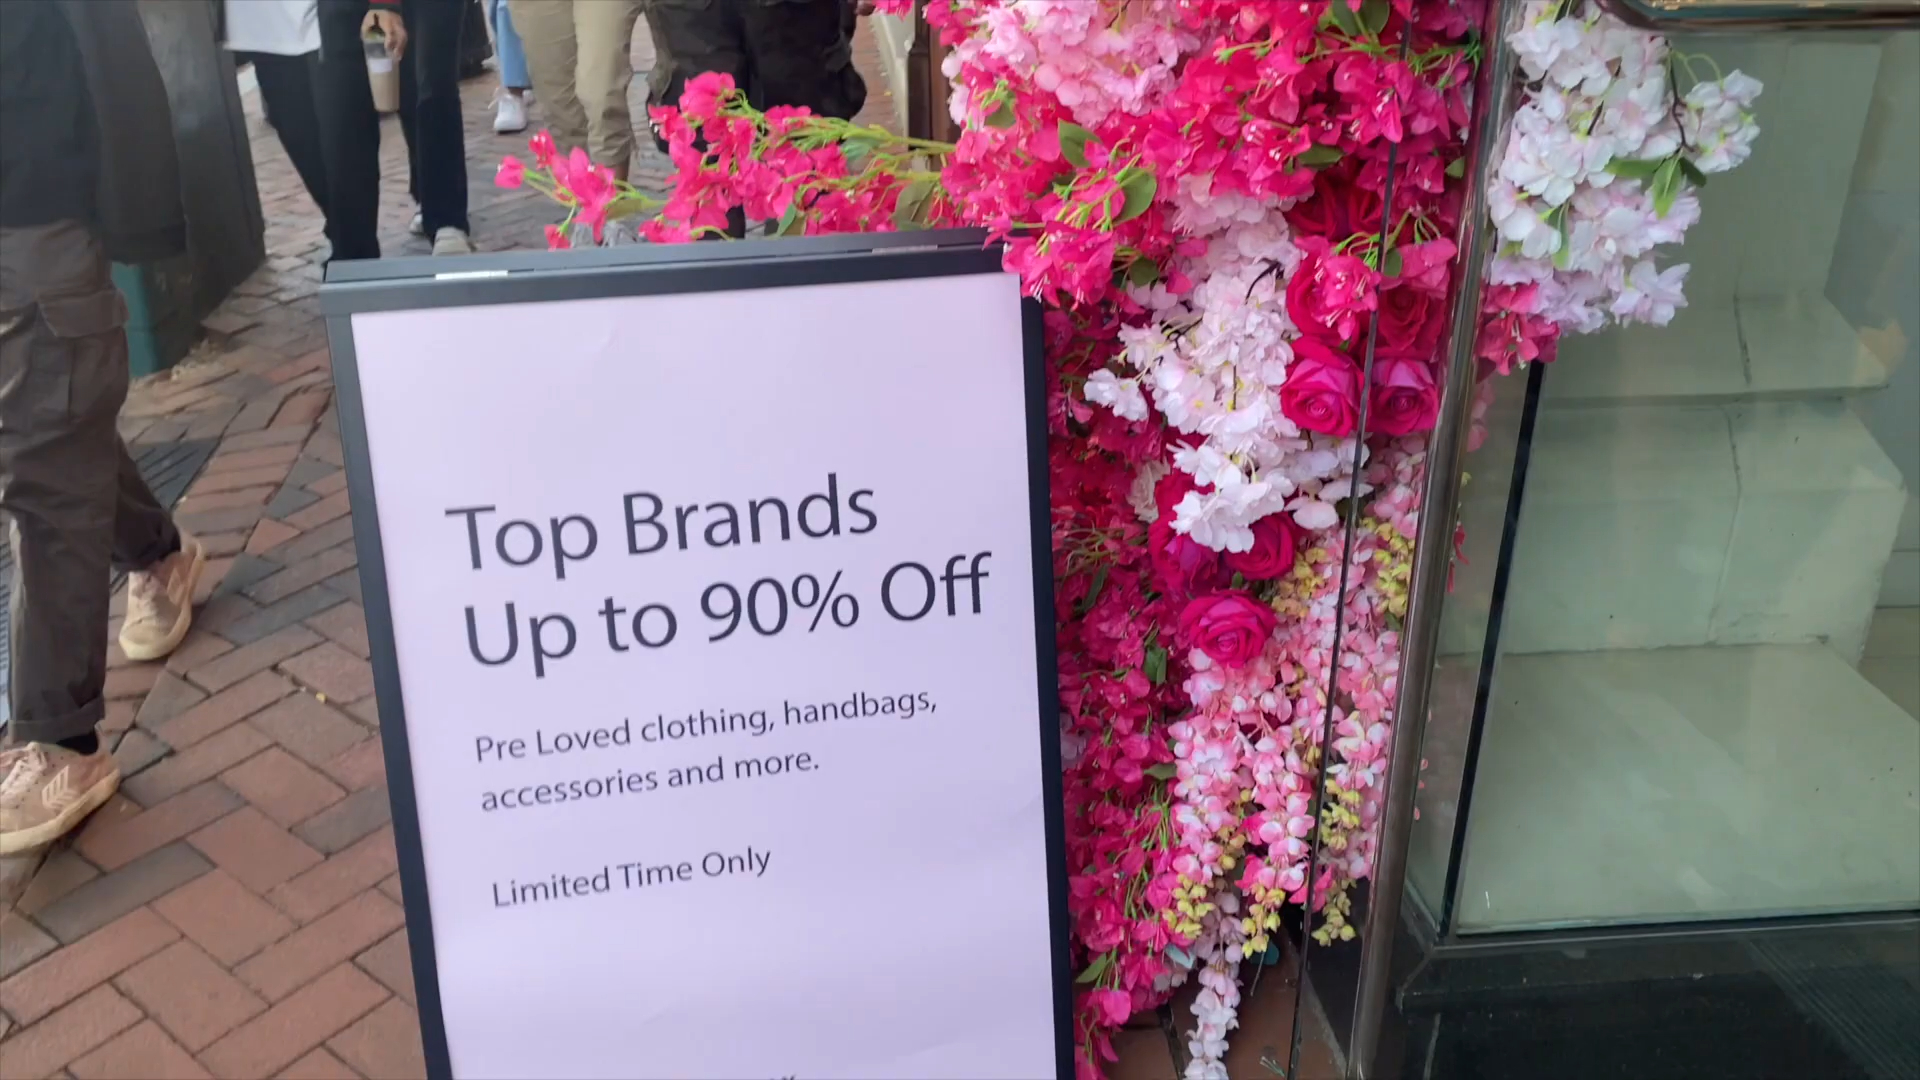 Top Brands
Up to 90% Off
Pre Loved clothing, handbags,
accessories and more.
Limited Time Only